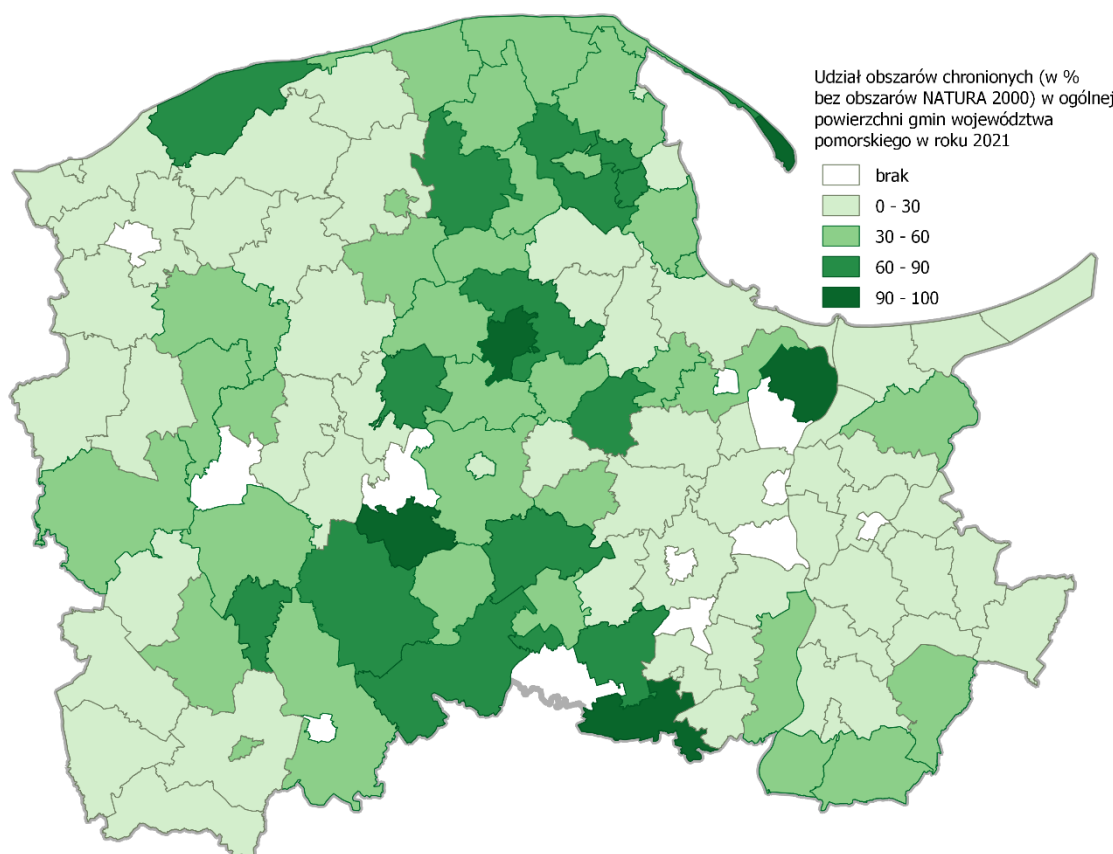 Udział obszarów chronionych (w %
bez obszarów NATURA 2000) w ogólnej
powierzchni gmin województwa
pomorskiego w roku 2021
brak
0 - 30
30 - 60
60 - 90
90 - 100